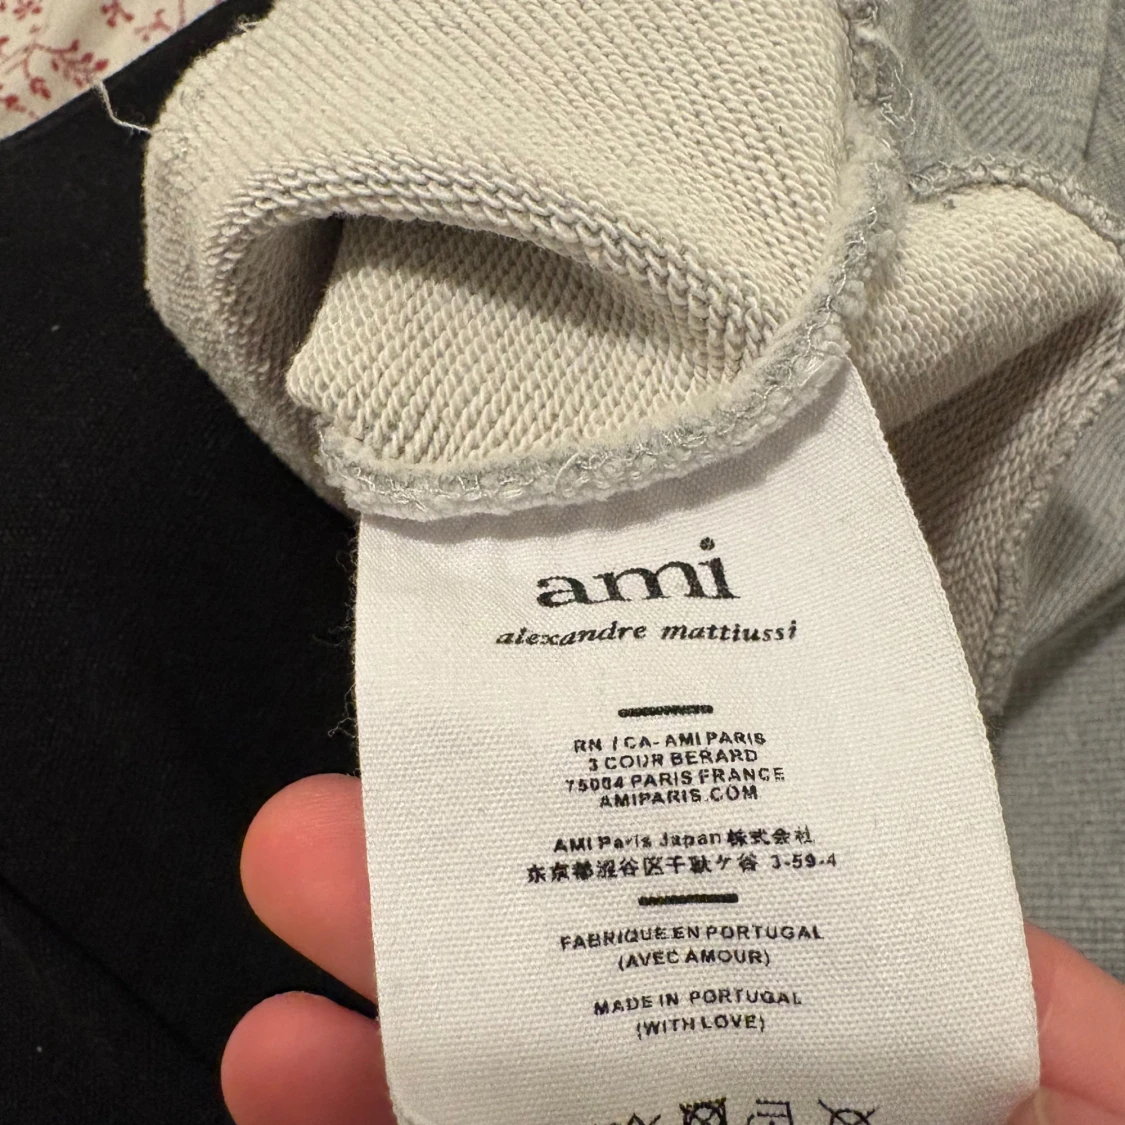 ami
alexandre mattiussi
RN / CA - AMI PARIS
3 COUR BERARD
75004 PARIS FRANCE
AMIPARIS.COM
AMI Paris Japan 株式会社
东京都涩谷区千駄ケ谷 3-59-4
FABRIQUE EN PORTUGAL
(AVEC AMOUR)
MADE IN PORTUGAL
(WITH LOVE)